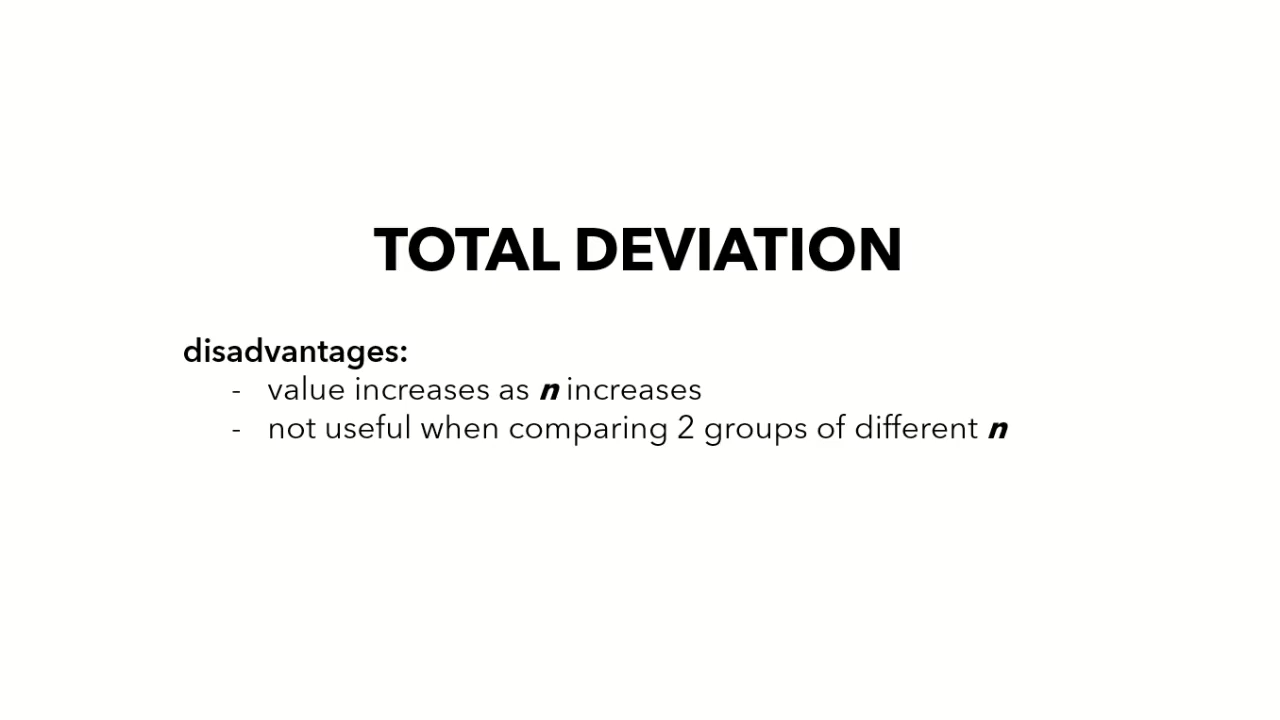 TOTAL DEVIATION
disadvantages:
- value increases as n increases
- not useful when comparing 2 groups of different n